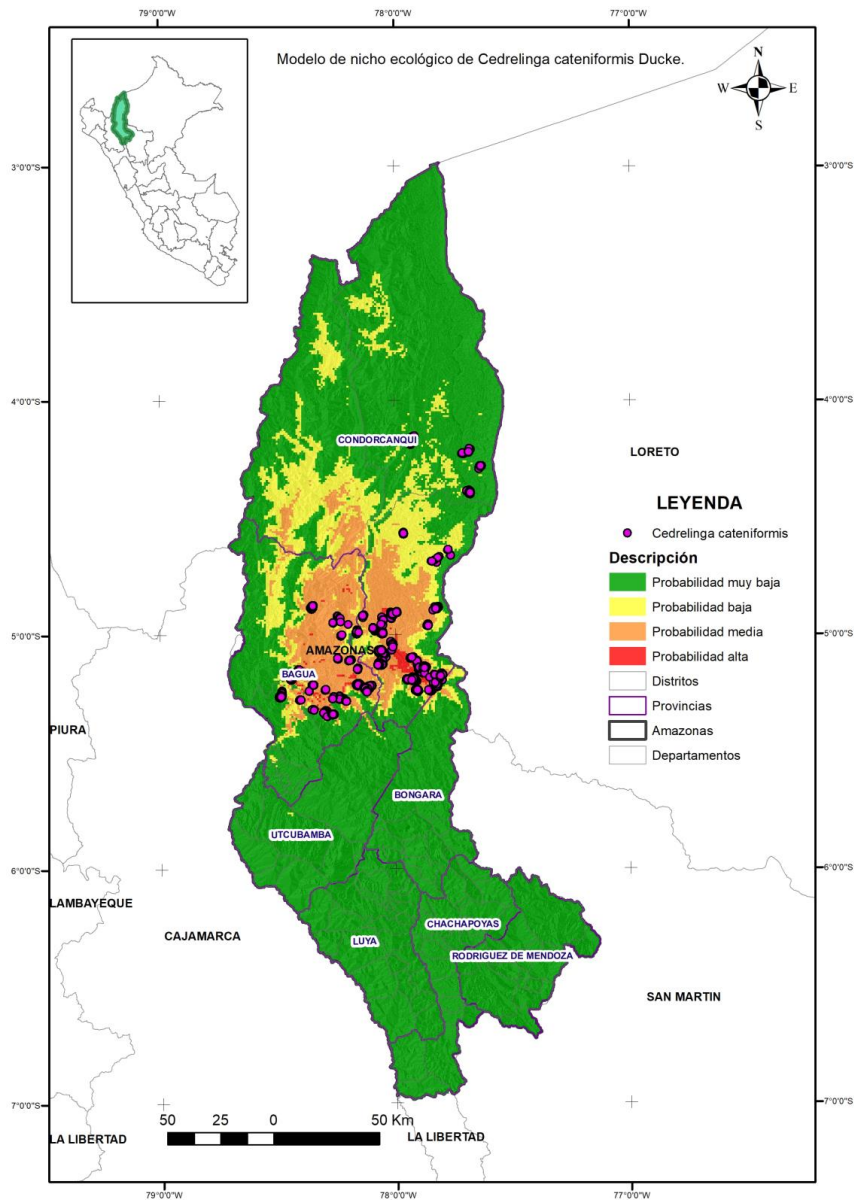 79°0'0"W
78°0'0"W
77°0'0"W
Modelo de nicho ecológico de Cedrelinga cateniformis Ducke.
N
W
E
S
3°0'0"S
3°0'0"S
4°0'0"S
4°0'0"S
CONDORCANQUI
LORETO
LEYENDA
Cedrelinga cateniformis
Descripción
Probabilidad muy baja
Probabilidad baja
Probabilidad media
Probabilidad alta
Distritos
Provincias
Amazonas
Departamentos
5°0'0"S
5°0'0"S
AMAZONAS
BAGUA
PIURA
BONGARA
UTCUBAMBA
6°0'0"S
6°0'0"S
LAMBAYEQUE
CAJAMARCA
CHACHAPOYAS
LUYA
RODRIGUEZ DE MENDOZA
SAN MARTIN
7°0'0"S
7°0'0"S
50 25 0 50 Km
LA LIBERTAD
LA LIBERTAD
79°0'0"W
78°0'0"W
77°0'0"W